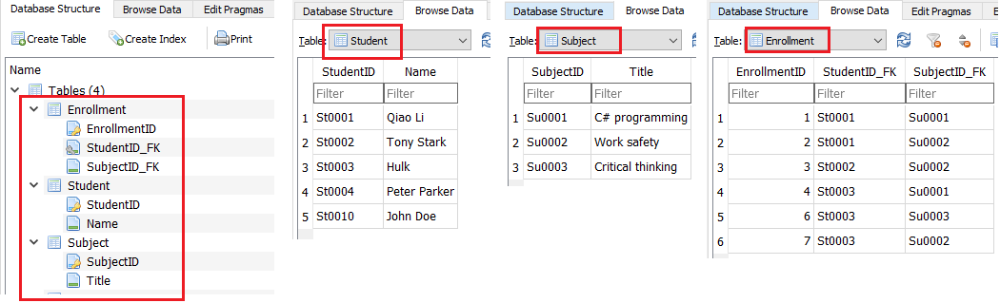 Database Structure Browse Data Edit Pragmas
Create Table Create Index Print
Name
Tables (4)
Enrollment
EnrollmentID
StudentID_FK
SubjectID_FK
Student
StudentID
Name
Subject
SubjectID
Title
Database Structure Browse Data
Table: Student
StudentID Name
Filter Filter
1 St0001 Qiao Li
2 St0002 Tony Stark
3 St0003 Hulk
4 St0004 Peter Parker
5 St0010 John Doe
Database Structure Browse Data
Table: Subject
SubjectID Title
Filter Filter
1 Su0001 C# programming
2 Su0002 Work safety
3 Su0003 Critical thinking
Database Structure Browse Data Edit Pragmas E
Table: Enrollment
EnrollmentID StudentID_FK SubjectID_FK
Filter Filter Filter
1 1 St0001 Su0001
2 2 St0001 Su0002
3 3 St0002 Su0002
4 4 St0003 Su0001
5 6 St0003 Su0003
6 7 St0003 Su0002